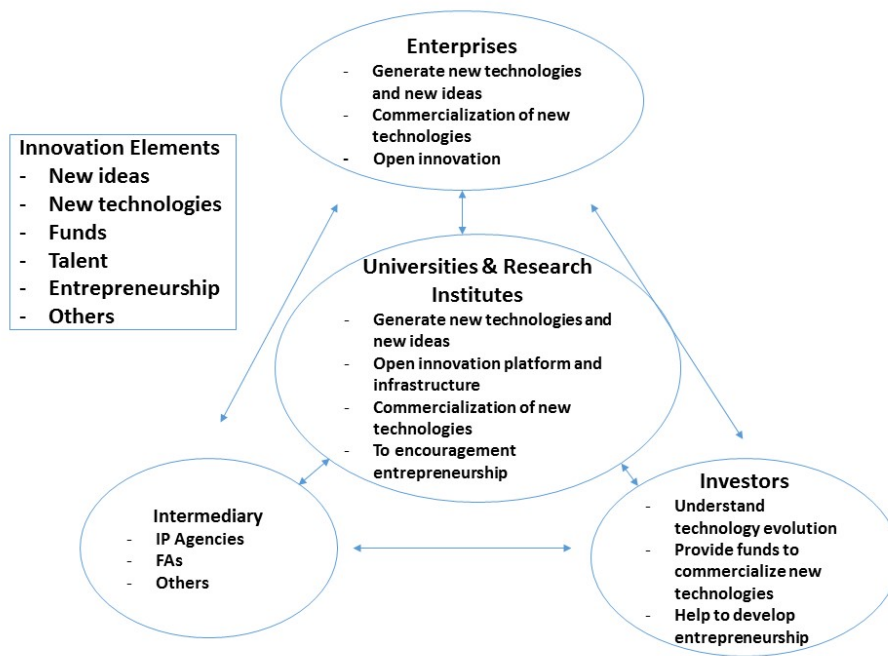 Enterprises
- Generate new technologies
and new ideas
- Commercialization of new
technologies
- Open innovation
Innovation Elements
- New ideas
- New technologies
- Funds
- Talent
- Entrepreneurship
- Others
Universities & Research
Institutes
- Generate new technologies and
new ideas
- Open innovation platform and
infrastructure
- Commercialization of new
technologies
- To encouragement
entrepreneurship
Intermediary
- IP Agencies
- FAs
- Others
Investors
- Understand
technology evolution
- Provide funds to
commercialize new
technologies
- Help to develop
entrepreneurship